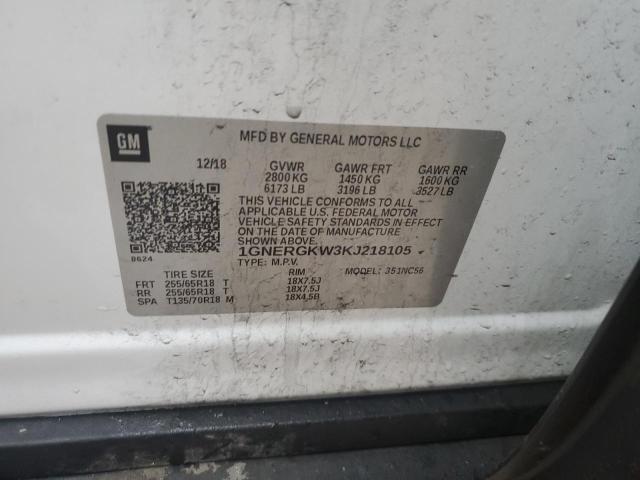 GM
MFD BY GENERAL MOTORS LLC
12/18 GVWR GAWR FRT GAWR RR
2800 KG 1450 KG 1600 KG
6173 LB 3196 LB 3527 LB
THIS VEHICLE CONFORMS TO ALL
APPLICABLE U.S. FEDERAL MOTOR
VEHICLE SAFETY STANDARDS IN EFFECT
ON THE DATE OF MANUFACTURE
SHOWN ABOVE.
1GNERGKW3KJ218105
8624
TYPE: M.P.V. MODEL: 351NC56
TIRE SIZE RIM
FRT 255/65R18 T 18X7.5J
RR 255/65R18 T 18X7.5J
SPA T135/70R18 M 18X4.5B